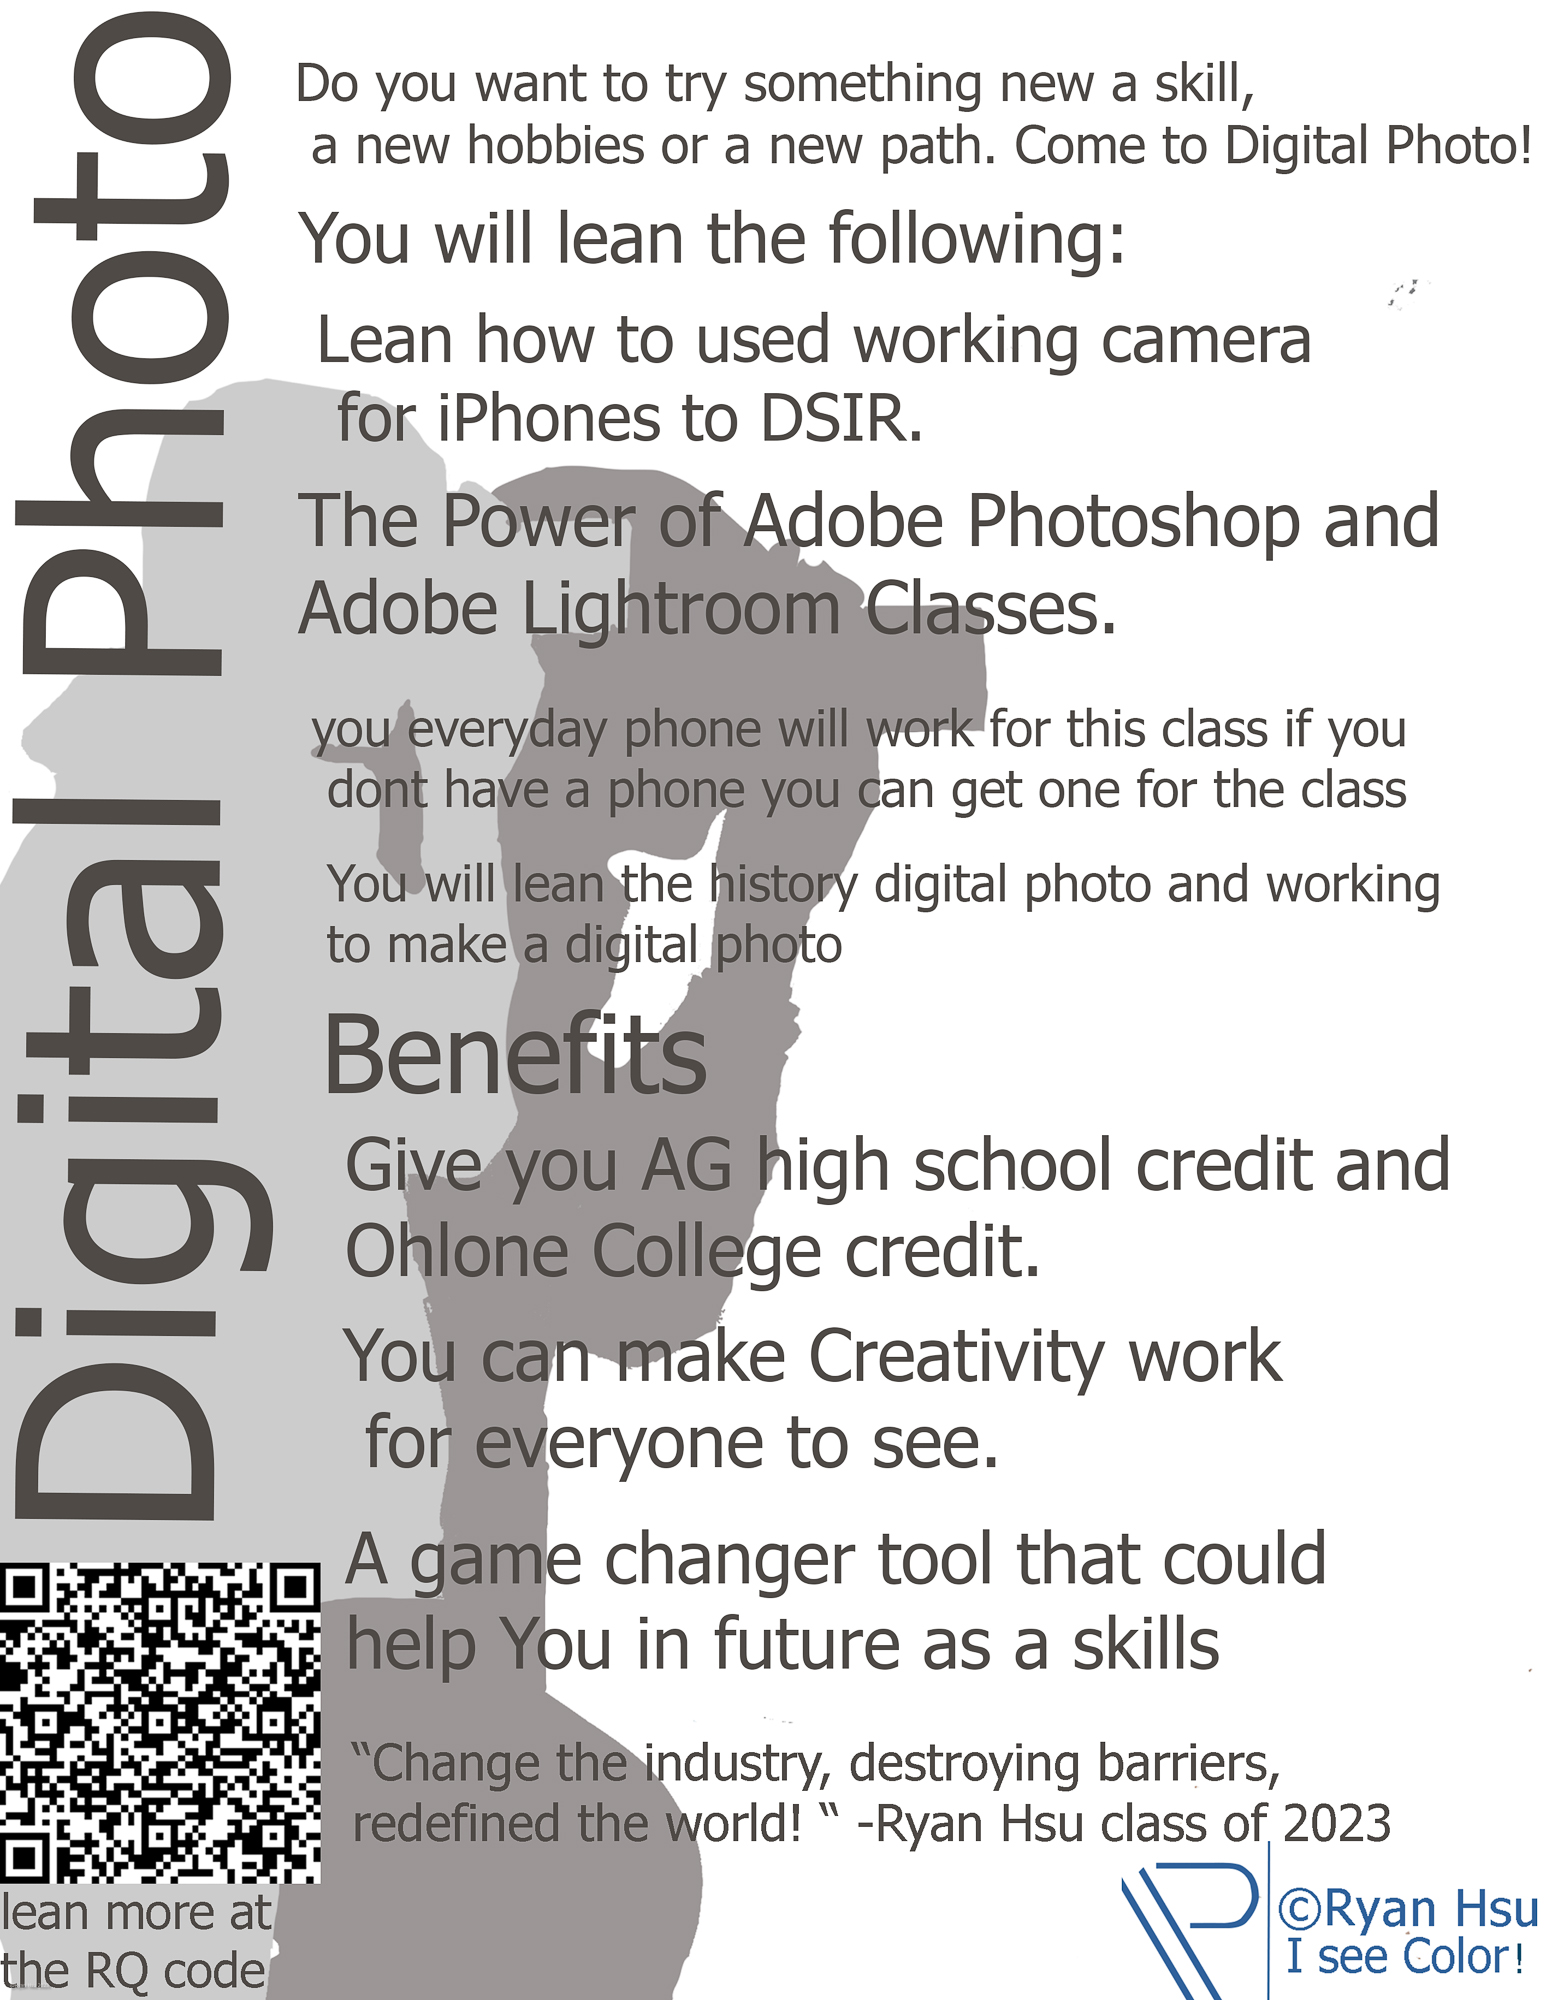 Digital Photo
Do you want to try something new a skill,
a new hobbies or a new path. Come to Digital Photo!
You will lean the following:
Lean how to used working camera
for iPhones to DSIR.
The Power of Adobe Photoshop and
Adobe Lightroom Classes.
you everyday phone will work for this class if you
dont have a phone you can get one for the class
You will lean the history digital photo and working
to make a digital photo
Benefits
Give you AG high school credit and
Ohlone College credit.
You can make Creativity work
for everyone to see.
A game changer tool that could
help You in future as a skills
“Change the industry, destroying barriers,
redefined the world! “ -Ryan Hsu class of 2023
lean more at
the RQ code
©Ryan Hsu
I see Color!